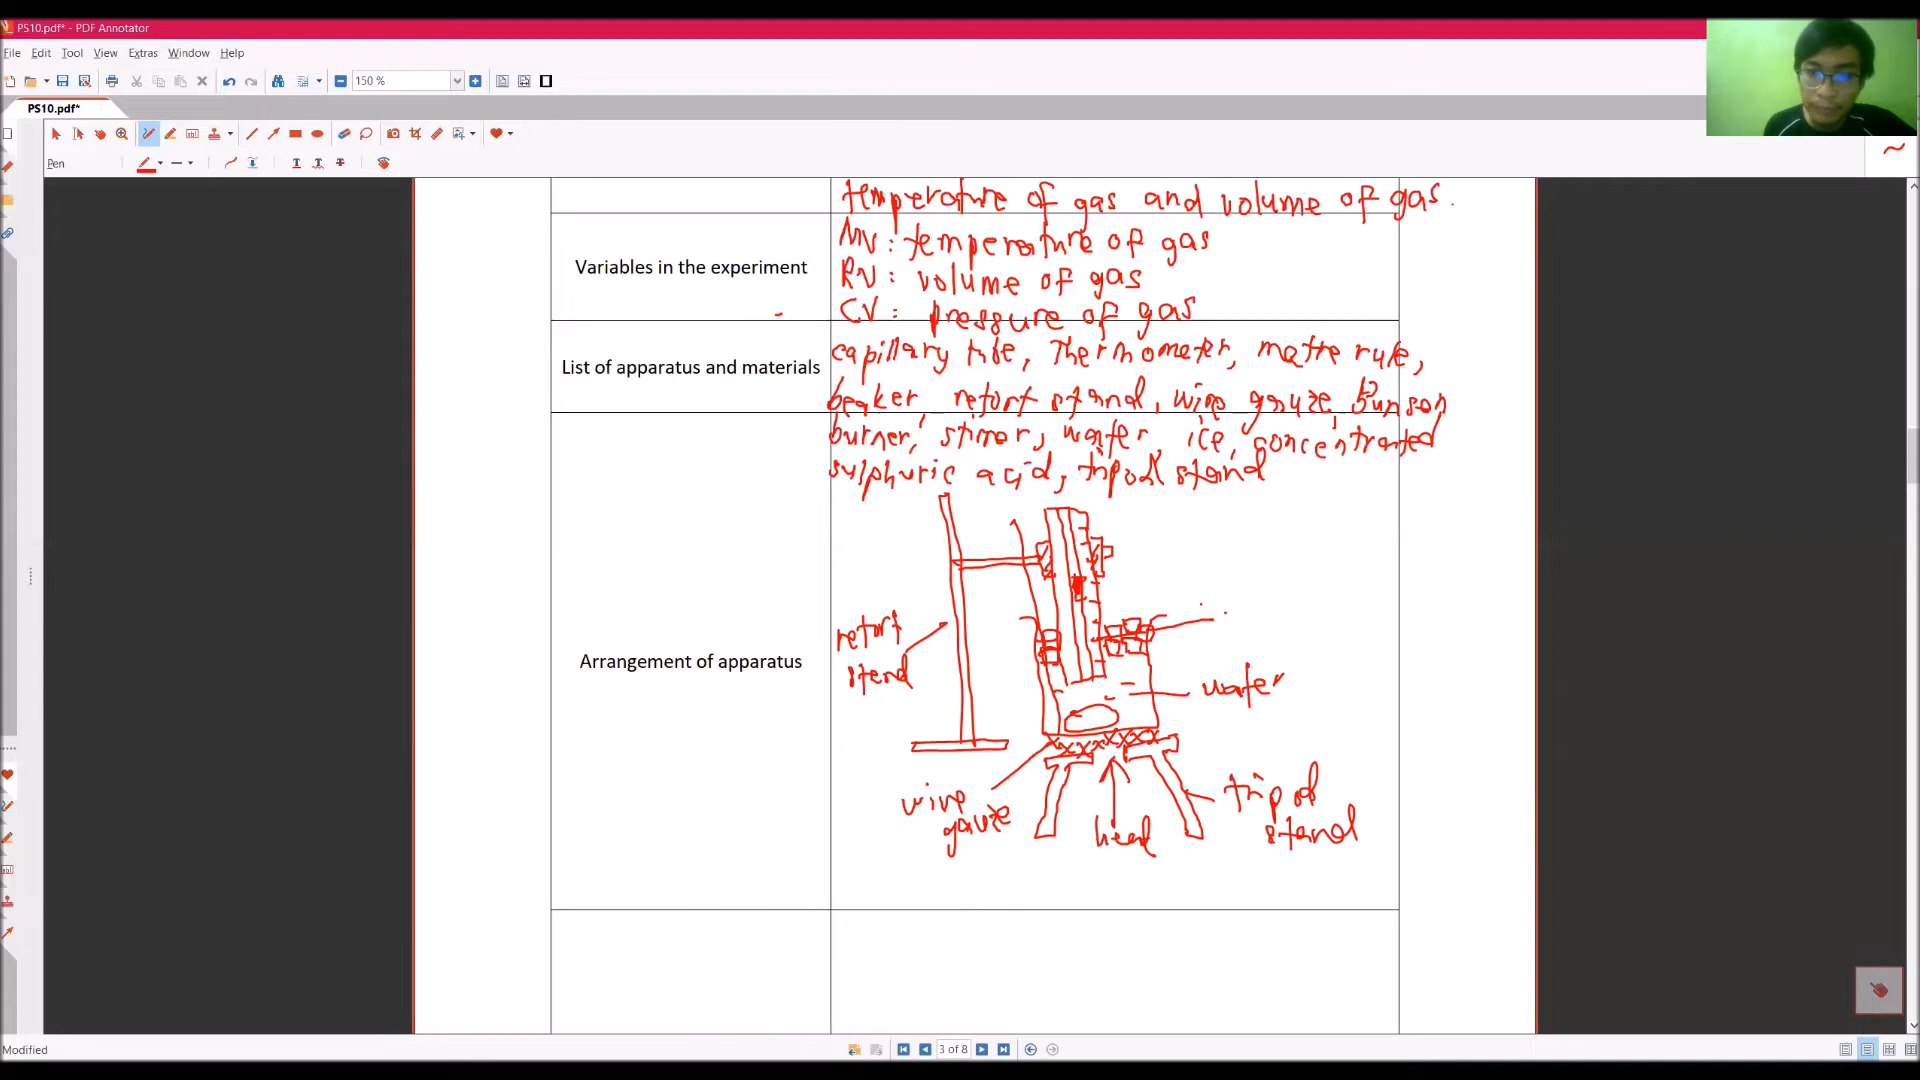 PS10.pdf* - PDF Annotator
File Edit Tool View Extras Window Help
150 %
PS10.pdf*
Pen
temperature of gas and volume of gas.
Variables in the experiment
MV: temperature of gas
RV: volume of gas
CV: pressure of gas
List of apparatus and materials
capillary tube, Thermometer, metre rule,
beaker, retort stand, wire gauze, bunsen
burner, stirrer, water, ice, concentrated
sulphuric acid, tripod stand
Arrangement of apparatus
retort
stand
water
wire
gauze
heat
tripod
stand
Modified
3 of 8